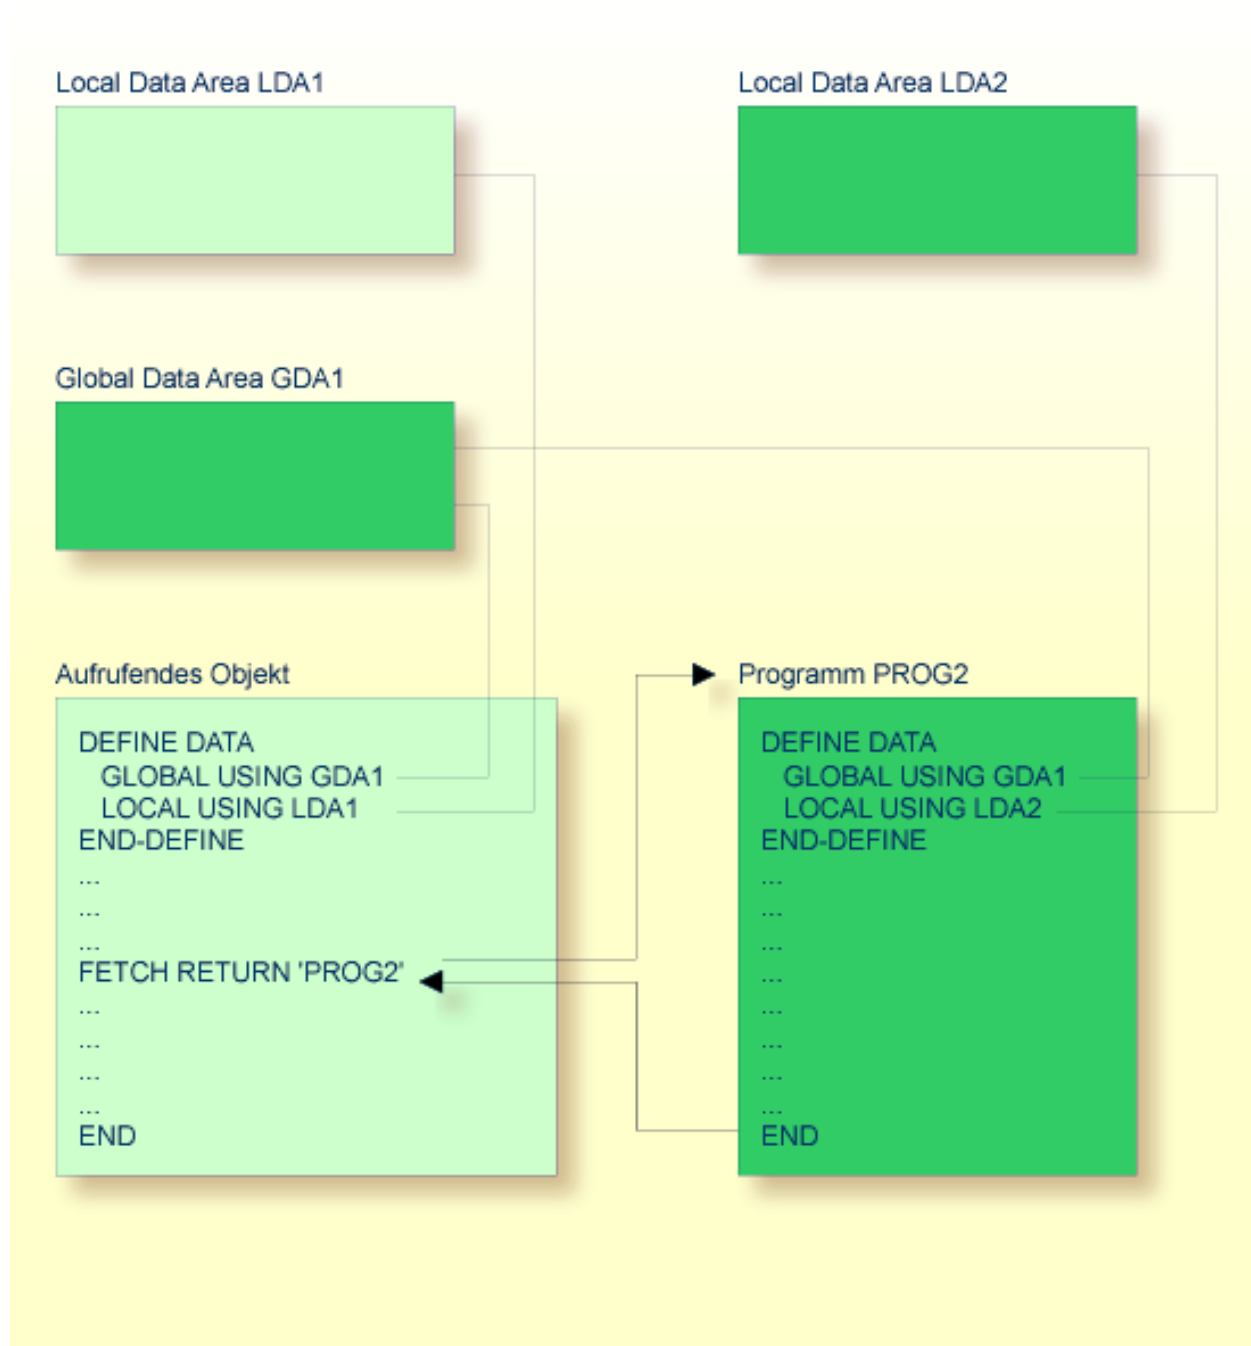 Local Data Area LDA1
Local Data Area LDA2
Global Data Area GDA1
Aufrufendes Objekt
DEFINE DATA
GLOBAL USING GDA1
LOCAL USING LDA1
END-DEFINE
...
...
...
FETCH RETURN 'PROG2'
...
...
...
...
END
Programm PROG2
DEFINE DATA
GLOBAL USING GDA1
LOCAL USING LDA2
END-DEFINE
...
...
...
...
...
...
...
...
END